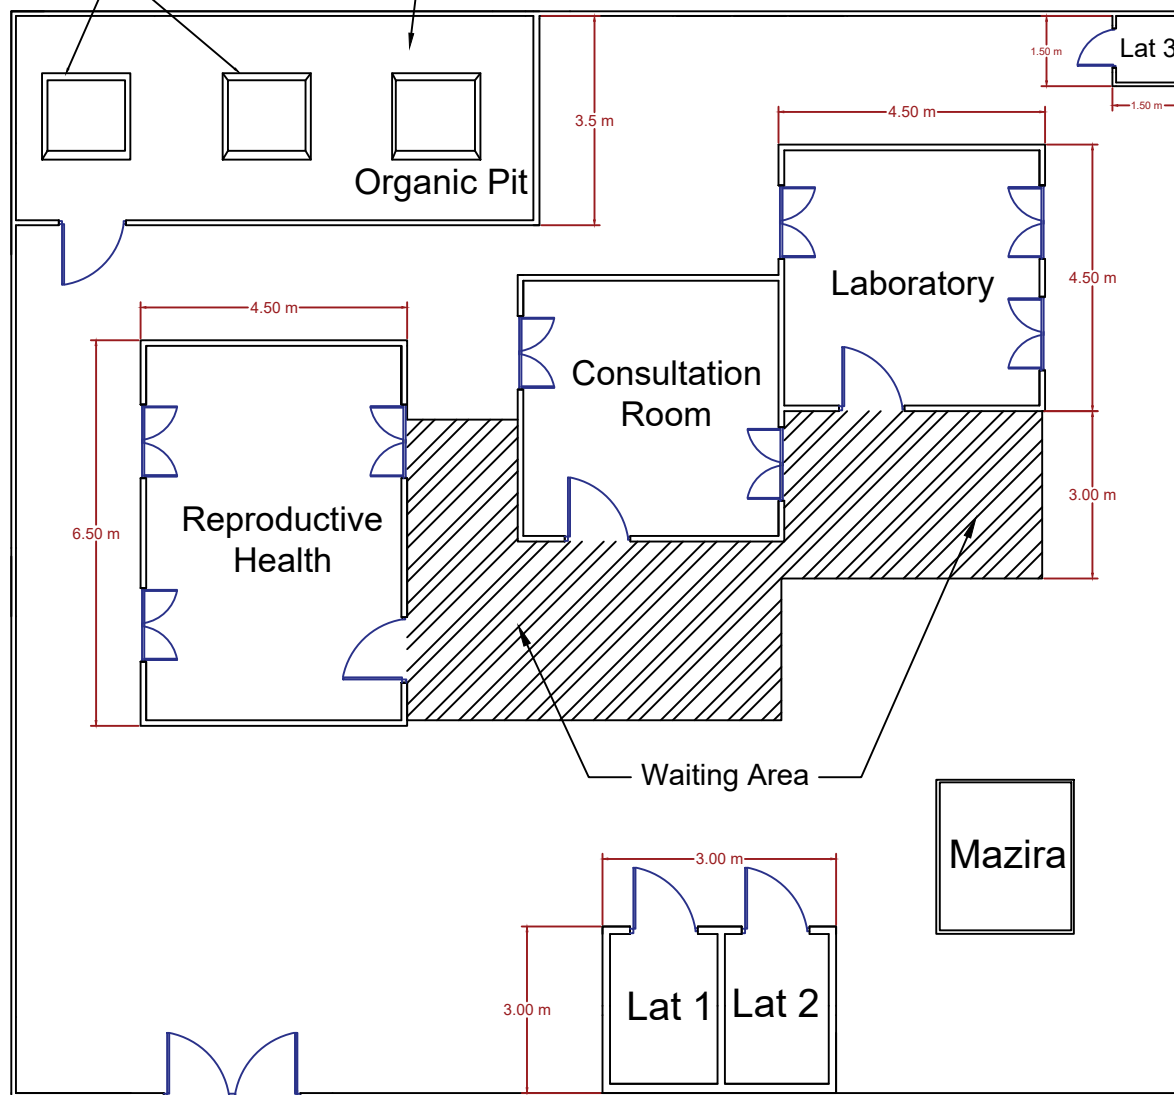 Lat 3
1.50 m
1.50 m
4.50 m
3.5 m
Organic Pit
Laboratory
4.50 m
4.50 m
Consultation
Room
Reproductive
Health
6.50 m
3.00 m
Waiting Area
Mazira
3.00 m
Lat 1
Lat 2
3.00 m